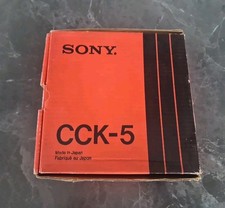 SONY.
CCK-5
Made in Japan
Fabriqué au Japon